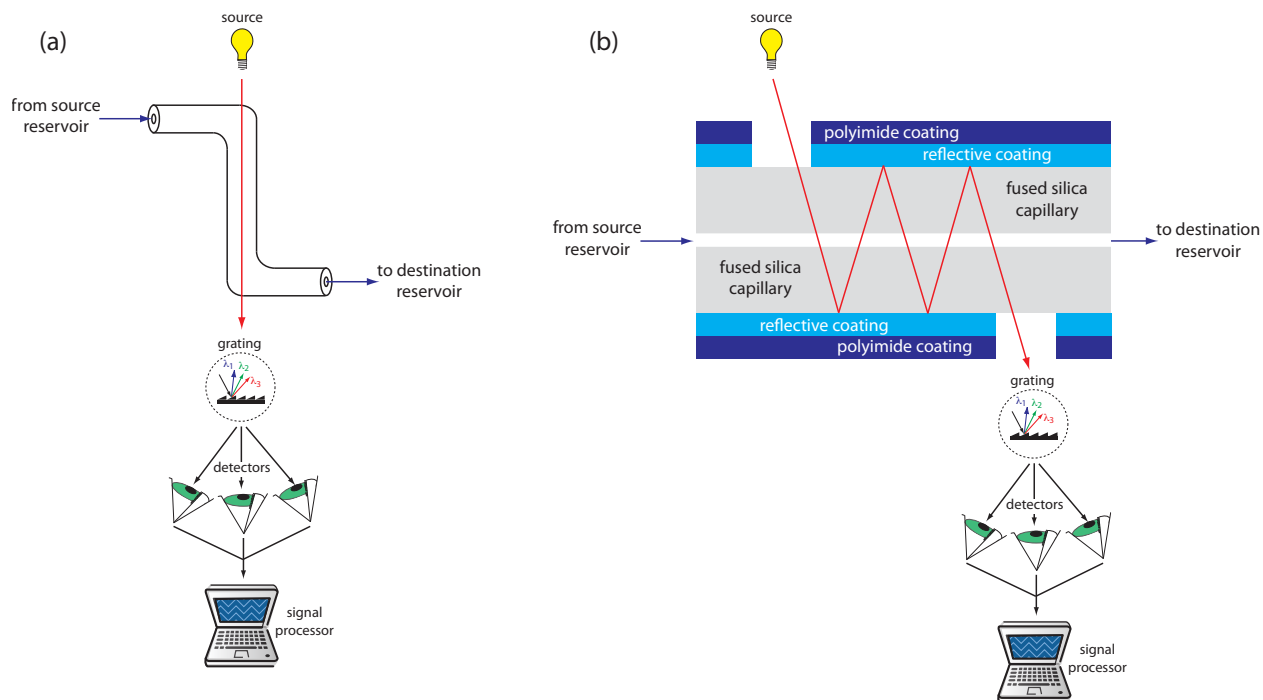 (a)
source
from source
reservoir
to destination
reservoir
grating
λ1
λ2
λ3
detectors
signal
processor
(b)
source
polyimide coating
reflective coating
fused silica
capillary
from source
reservoir
to destination
reservoir
fused silica
capillary
reflective coating
polyimide coating
grating
λ1
λ2
λ3
detectors
signal
processor